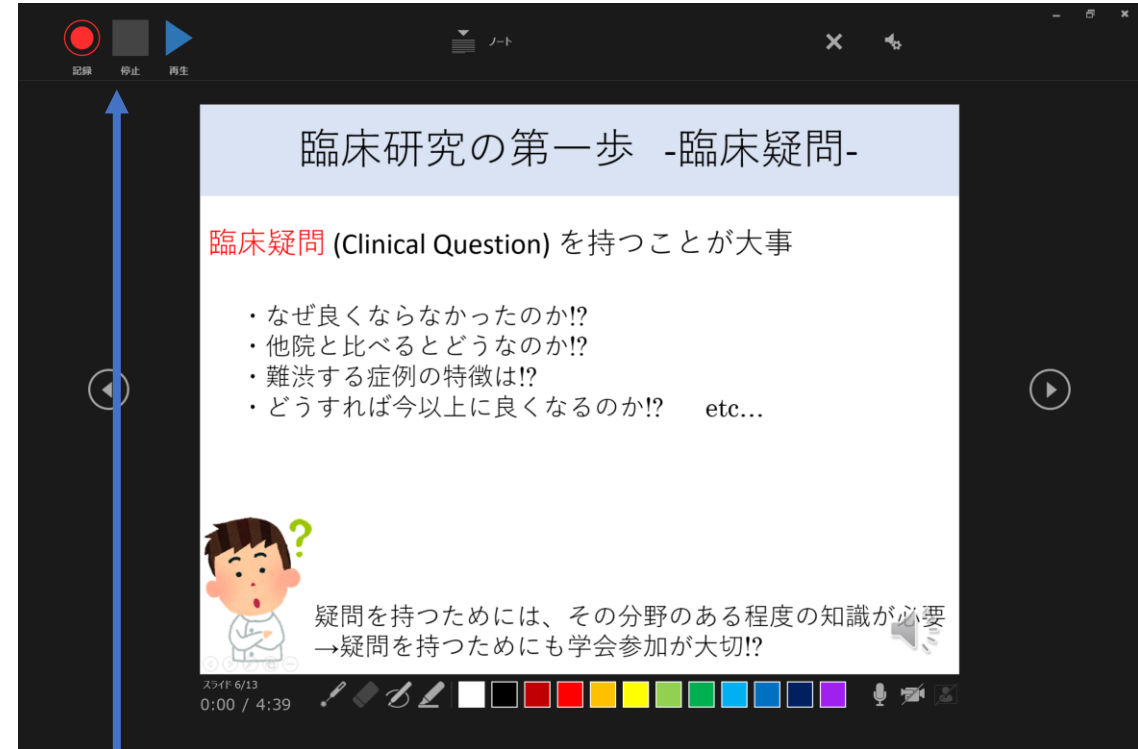 記録 停止 再生
ノート
臨床研究の第一歩 -臨床疑問-
臨床疑問 (Clinical Question) を持つことが大事
・なぜ良くならなかったのか!?
・他院と比べるとどうなのか!?
・難渋する症例の特徴は!?
・どうすれば今以上に良くなるのか!? etc…
疑問を持つためには、その分野のある程度の知識が必要
→疑問を持つためにも学会参加が大切!?
スライド 6/13
0:00 / 4:39